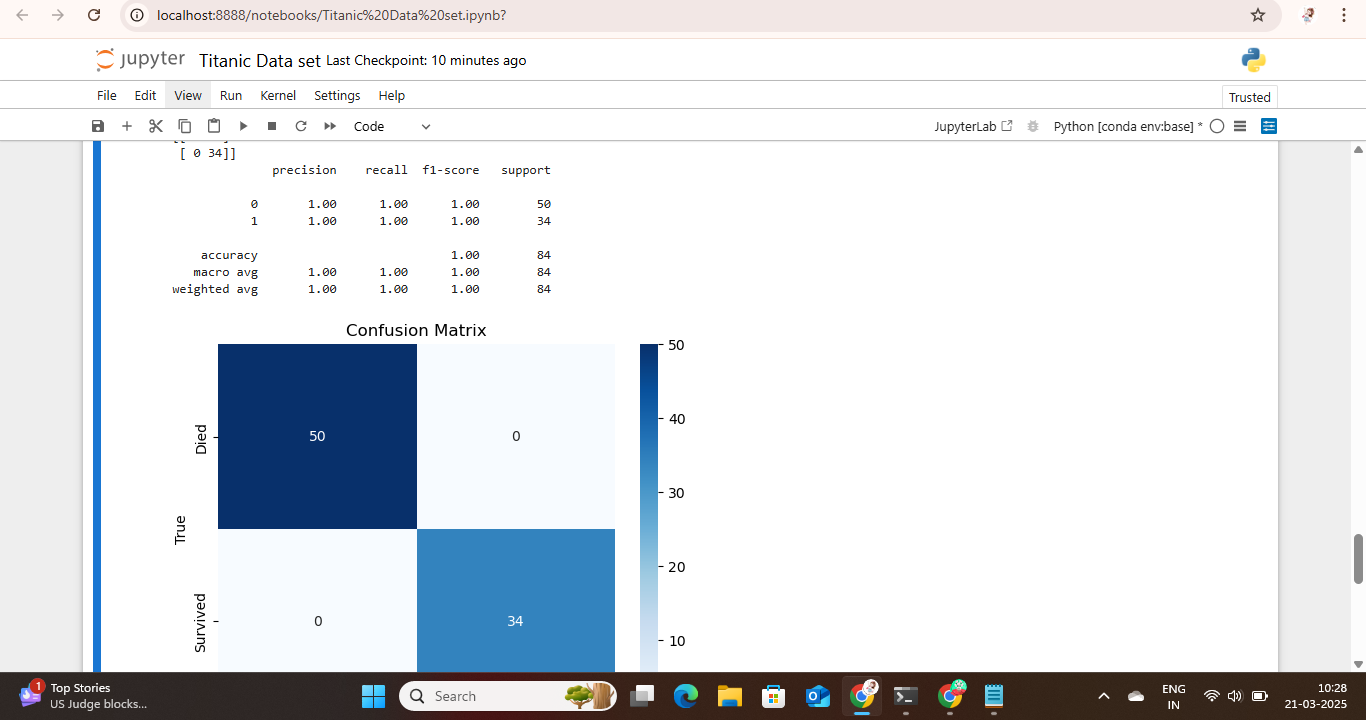 localhost:8888/notebooks/Titanic%20Data%20set.ipynb?
jupyter Titanic Data set Last Checkpoint: 10 minutes ago
File Edit View Run Kernel Settings Help
Trusted
Code
JupyterLab Python [conda env:base] *
[ 0 34]]
precision recall f1-score support
0 1.00 1.00 1.00 50
1 1.00 1.00 1.00 34
accuracy 1.00 84
macro avg 1.00 1.00 1.00 84
weighted avg 1.00 1.00 1.00 84
Confusion Matrix
True
Died
Survived
50 0
0 34
50
40
30
20
10
1
Top Stories
US Judge blocks...
Search
ENG
IN
10:28
21-03-2025